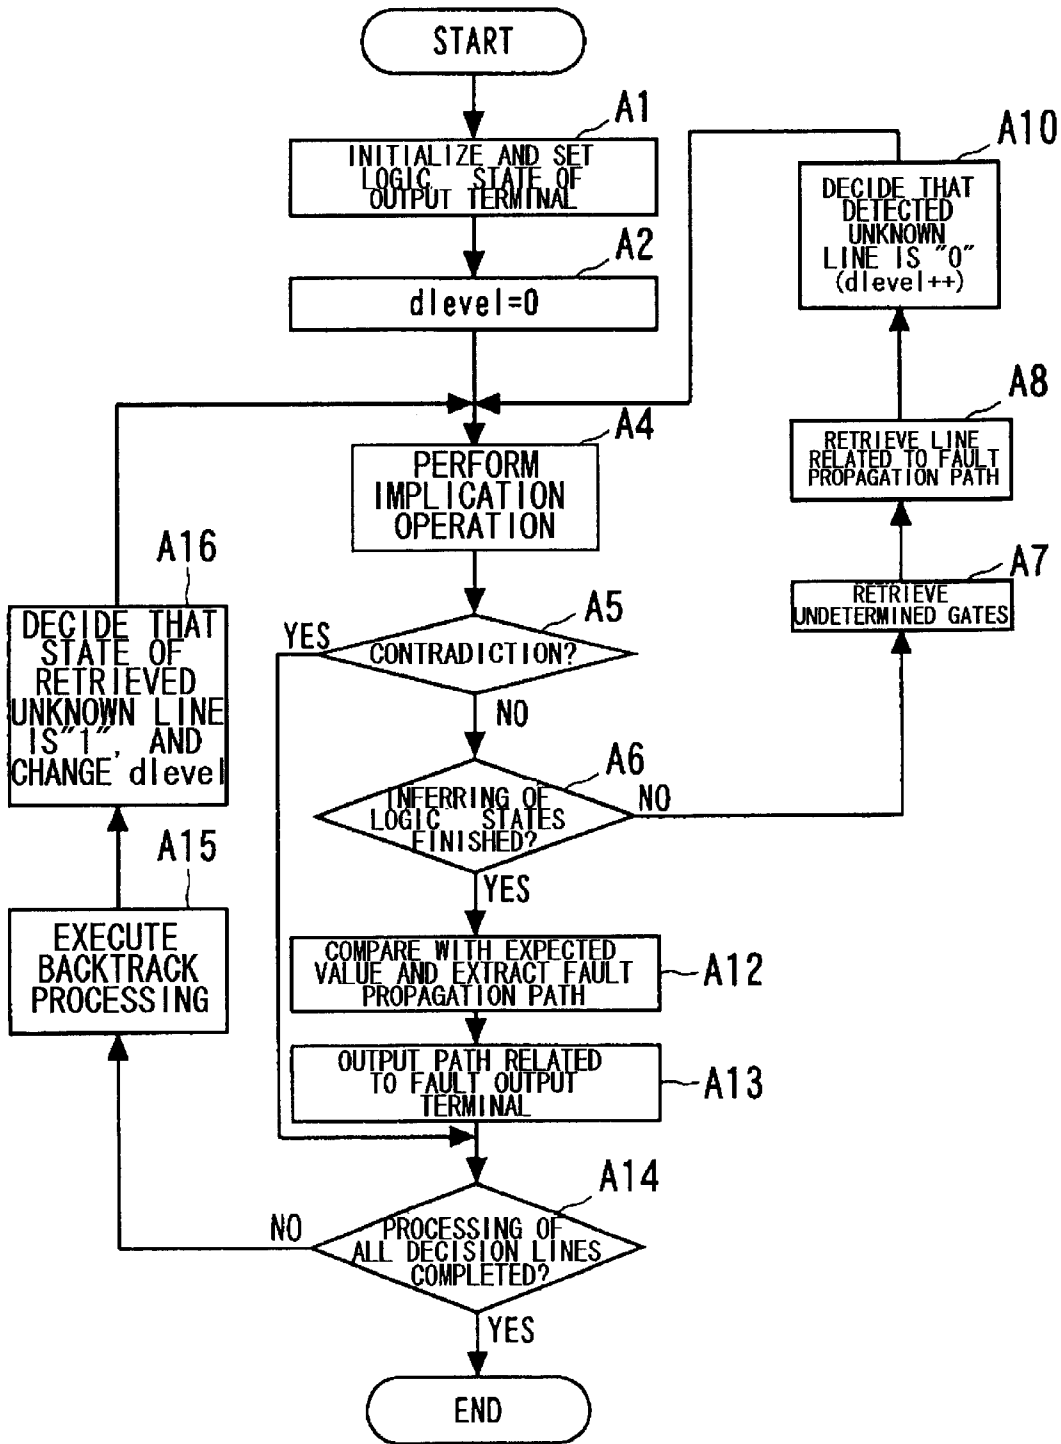 START
A1
INITIALIZE AND SET
LOGIC STATE OF
OUTPUT TERMINAL
A2
dlevel=0
A10
DECIDE THAT
DETECTED
UNKNOWN
LINE IS "0"
(dlevel++)
A8
RETRIEVE LINE
RELATED TO FAULT
PROPAGATION PATH
A7
RETRIEVE
UNDETERMINED GATES
A4
PERFORM
IMPLICATION
OPERATION
A5
CONTRADICTION?
YES
NO
A6
INFERRING OF
LOGIC STATES
FINISHED?
NO
YES
A16
DECIDE THAT
STATE OF
RETRIEVED
UNKNOWN LINE
IS"1", AND
CHANGE dlevel
A15
EXECUTE
BACKTRACK
PROCESSING
COMPARE WITH EXPECTED
VALUE AND EXTRACT FAULT
PROPAGATION PATH
A12
OUTPUT PATH RELATED
TO FAULT OUTPUT
TERMINAL
A13
A14
PROCESSING OF
ALL DECISION LINES
COMPLETED?
NO
YES
END